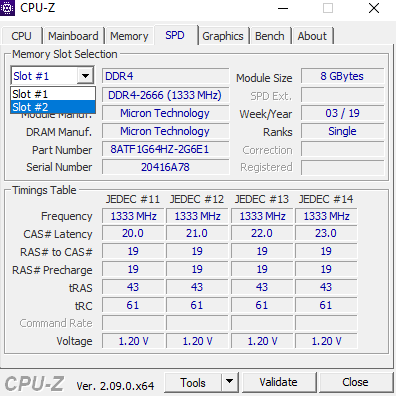 CPU-Z
CPU Mainboard Memory SPD Graphics Bench About
Memory Slot Selection
Slot #1 DDR4 Module Size 8 GBytes
Slot #1 DDR4-2666 (1333 MHz) SPD Ext.
Slot #2
Module Manuf. Micron Technology Week/Year 03 / 19
DRAM Manuf. Micron Technology Ranks Single
Part Number 8ATF1G64HZ-2G6E1 Correction
Serial Number 20416A78 Registered
Timings Table
JEDEC #11 JEDEC #12 JEDEC #13 JEDEC #14
Frequency 1333 MHz 1333 MHz 1333 MHz 1333 MHz
CAS# Latency 20.0 21.0 22.0 23.0
RAS# to CAS# 19 19 19 19
RAS# Precharge 19 19 19 19
tRAS 43 43 43 43
tRC 61 61 61 61
Command Rate
Voltage 1.20 V 1.20 V 1.20 V 1.20 V
CPU-Z Ver. 2.09.0.x64 Tools Validate Close